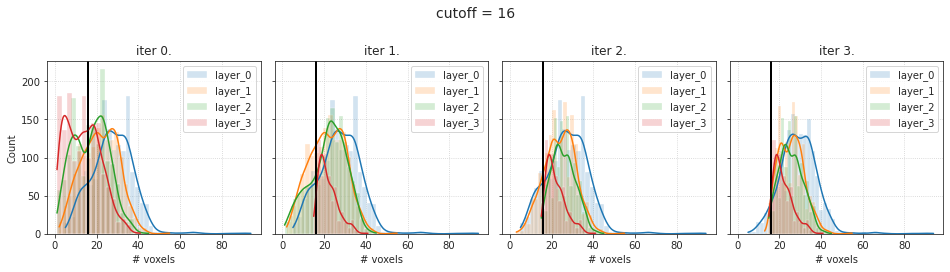 cutoff = 16
iter 0.
iter 1.
iter 2.
iter 3.
Count
200
150
100
50
0
layer_0
layer_1
layer_2
layer_3
layer_0
layer_1
layer_2
layer_3
layer_0
layer_1
layer_2
layer_3
layer_0
layer_1
layer_2
layer_3
0 20 40 60 80
0 20 40 60 80
0 20 40 60 80
0 20 40 60 80
# voxels
# voxels
# voxels
# voxels